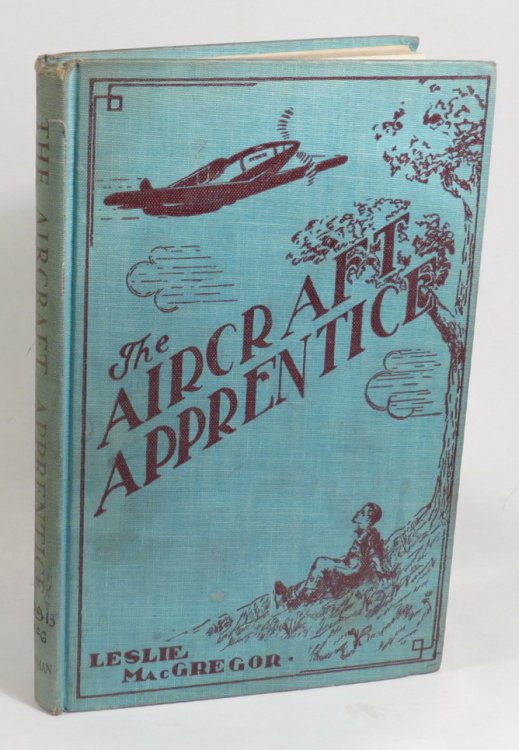 The
AIRCRAFT
APPRENTICE
LESLIE
MACGREGOR.
THE AIRCRAFT APPRENTICE